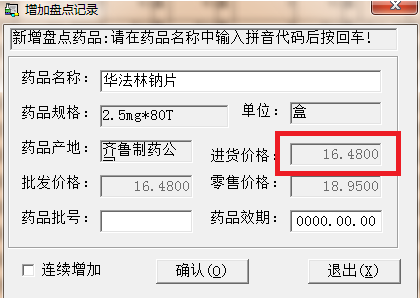 增加盘点记录
新增盘点药品:请在药品名称中输入拼音代码后按回车!
药品名称: 华法林钠片
药品规格: 2.5mg*80T 单位: 盒
药品产地: 齐鲁制药公 进货价格: 16.4800
批发价格: 16.4800 零售价格: 18.9500
药品批号: 药品效期: 0000.00.00
连续增加 确认(O) 退出(X)